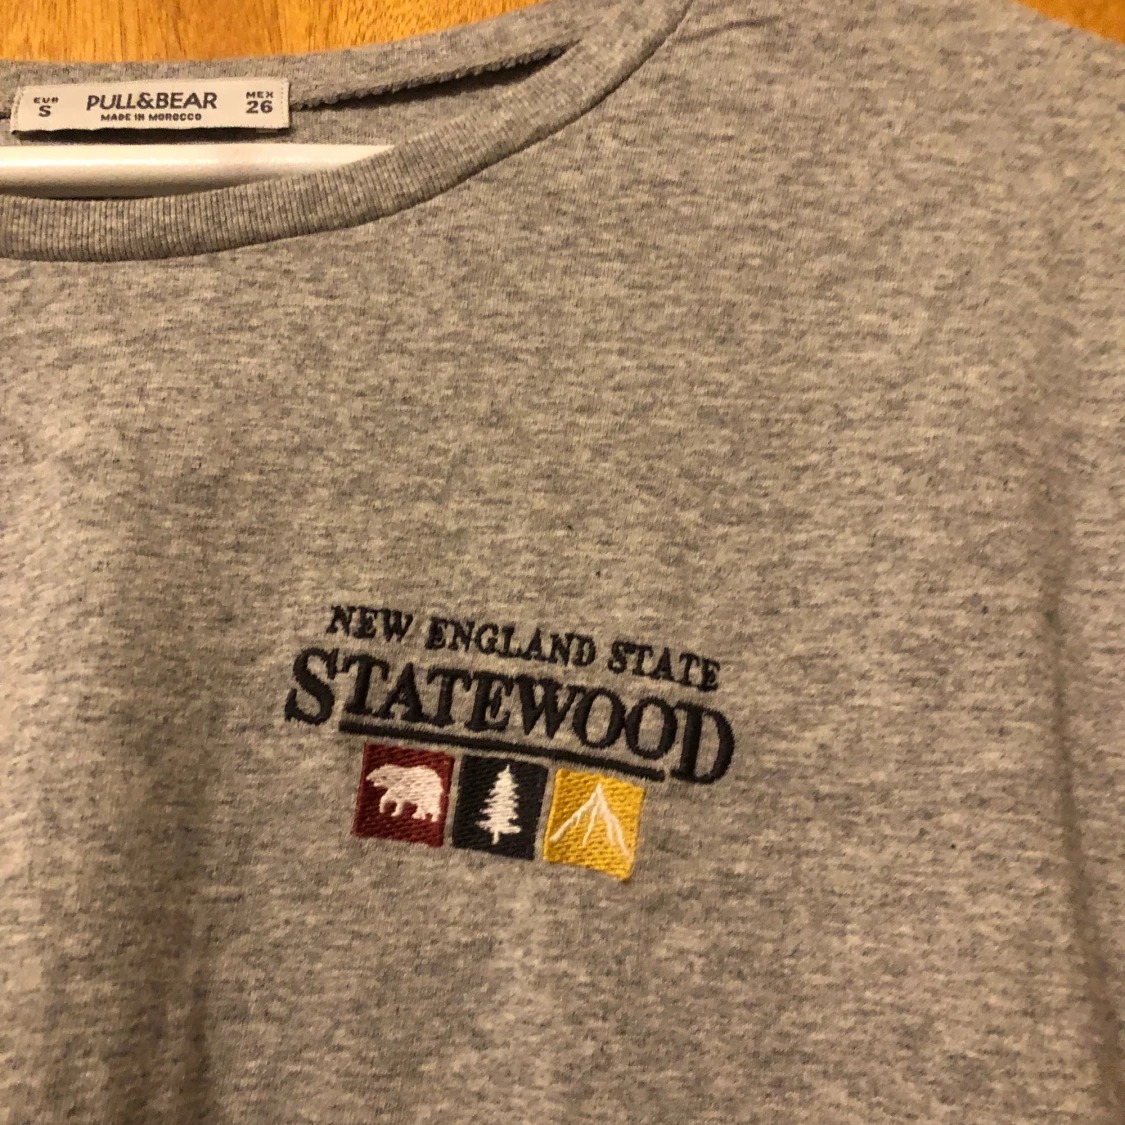 EUR
S
PULL&BEAR
MADE IN MOROCCO
MEX
26
NEW ENGLAND STATE
STATEWOOD